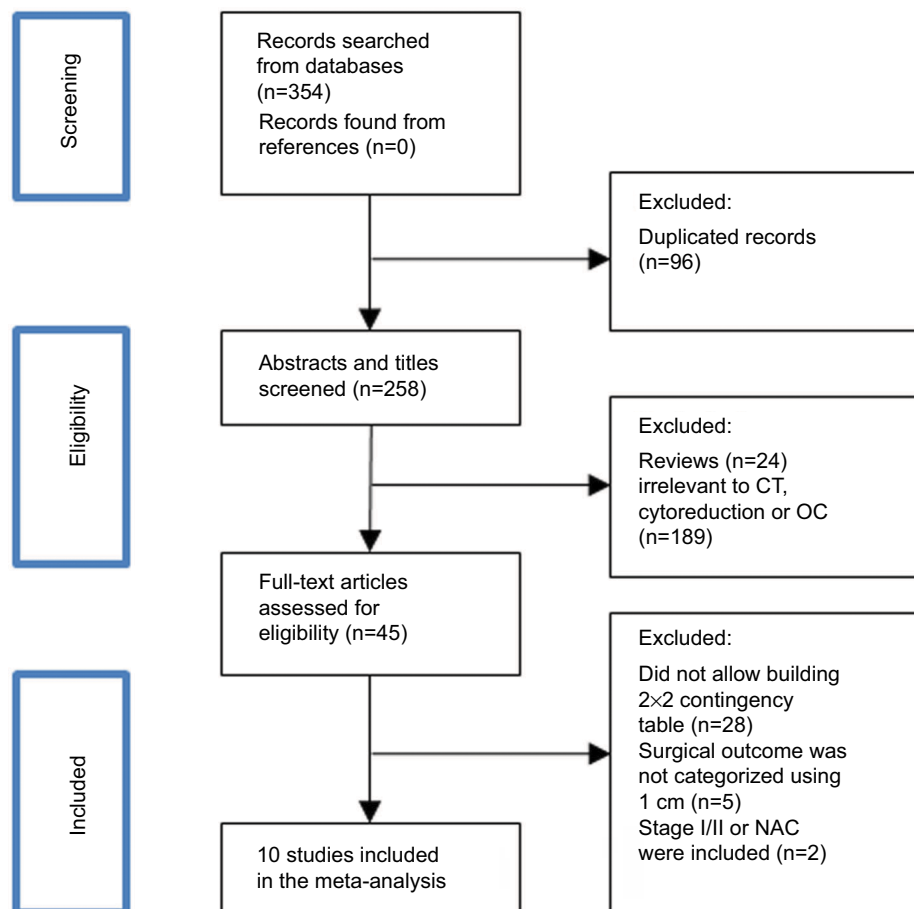 Screening
Records searched
from databases
(n=354)
Records found from
references (n=0)
Excluded:
Duplicated records
(n=96)
Eligibility
Abstracts and titles
screened (n=258)
Excluded:
Reviews (n=24)
irrelevant to CT,
cytoreduction or OC
(n=189)
Full-text articles
assessed for
eligibility (n=45)
Excluded:
Did not allow building
2×2 contingency
table (n=28)
Surgical outcome was
not categorized using
1 cm (n=5)
Stage I/II or NAC
were included (n=2)
Included
10 studies included
in the meta-analysis